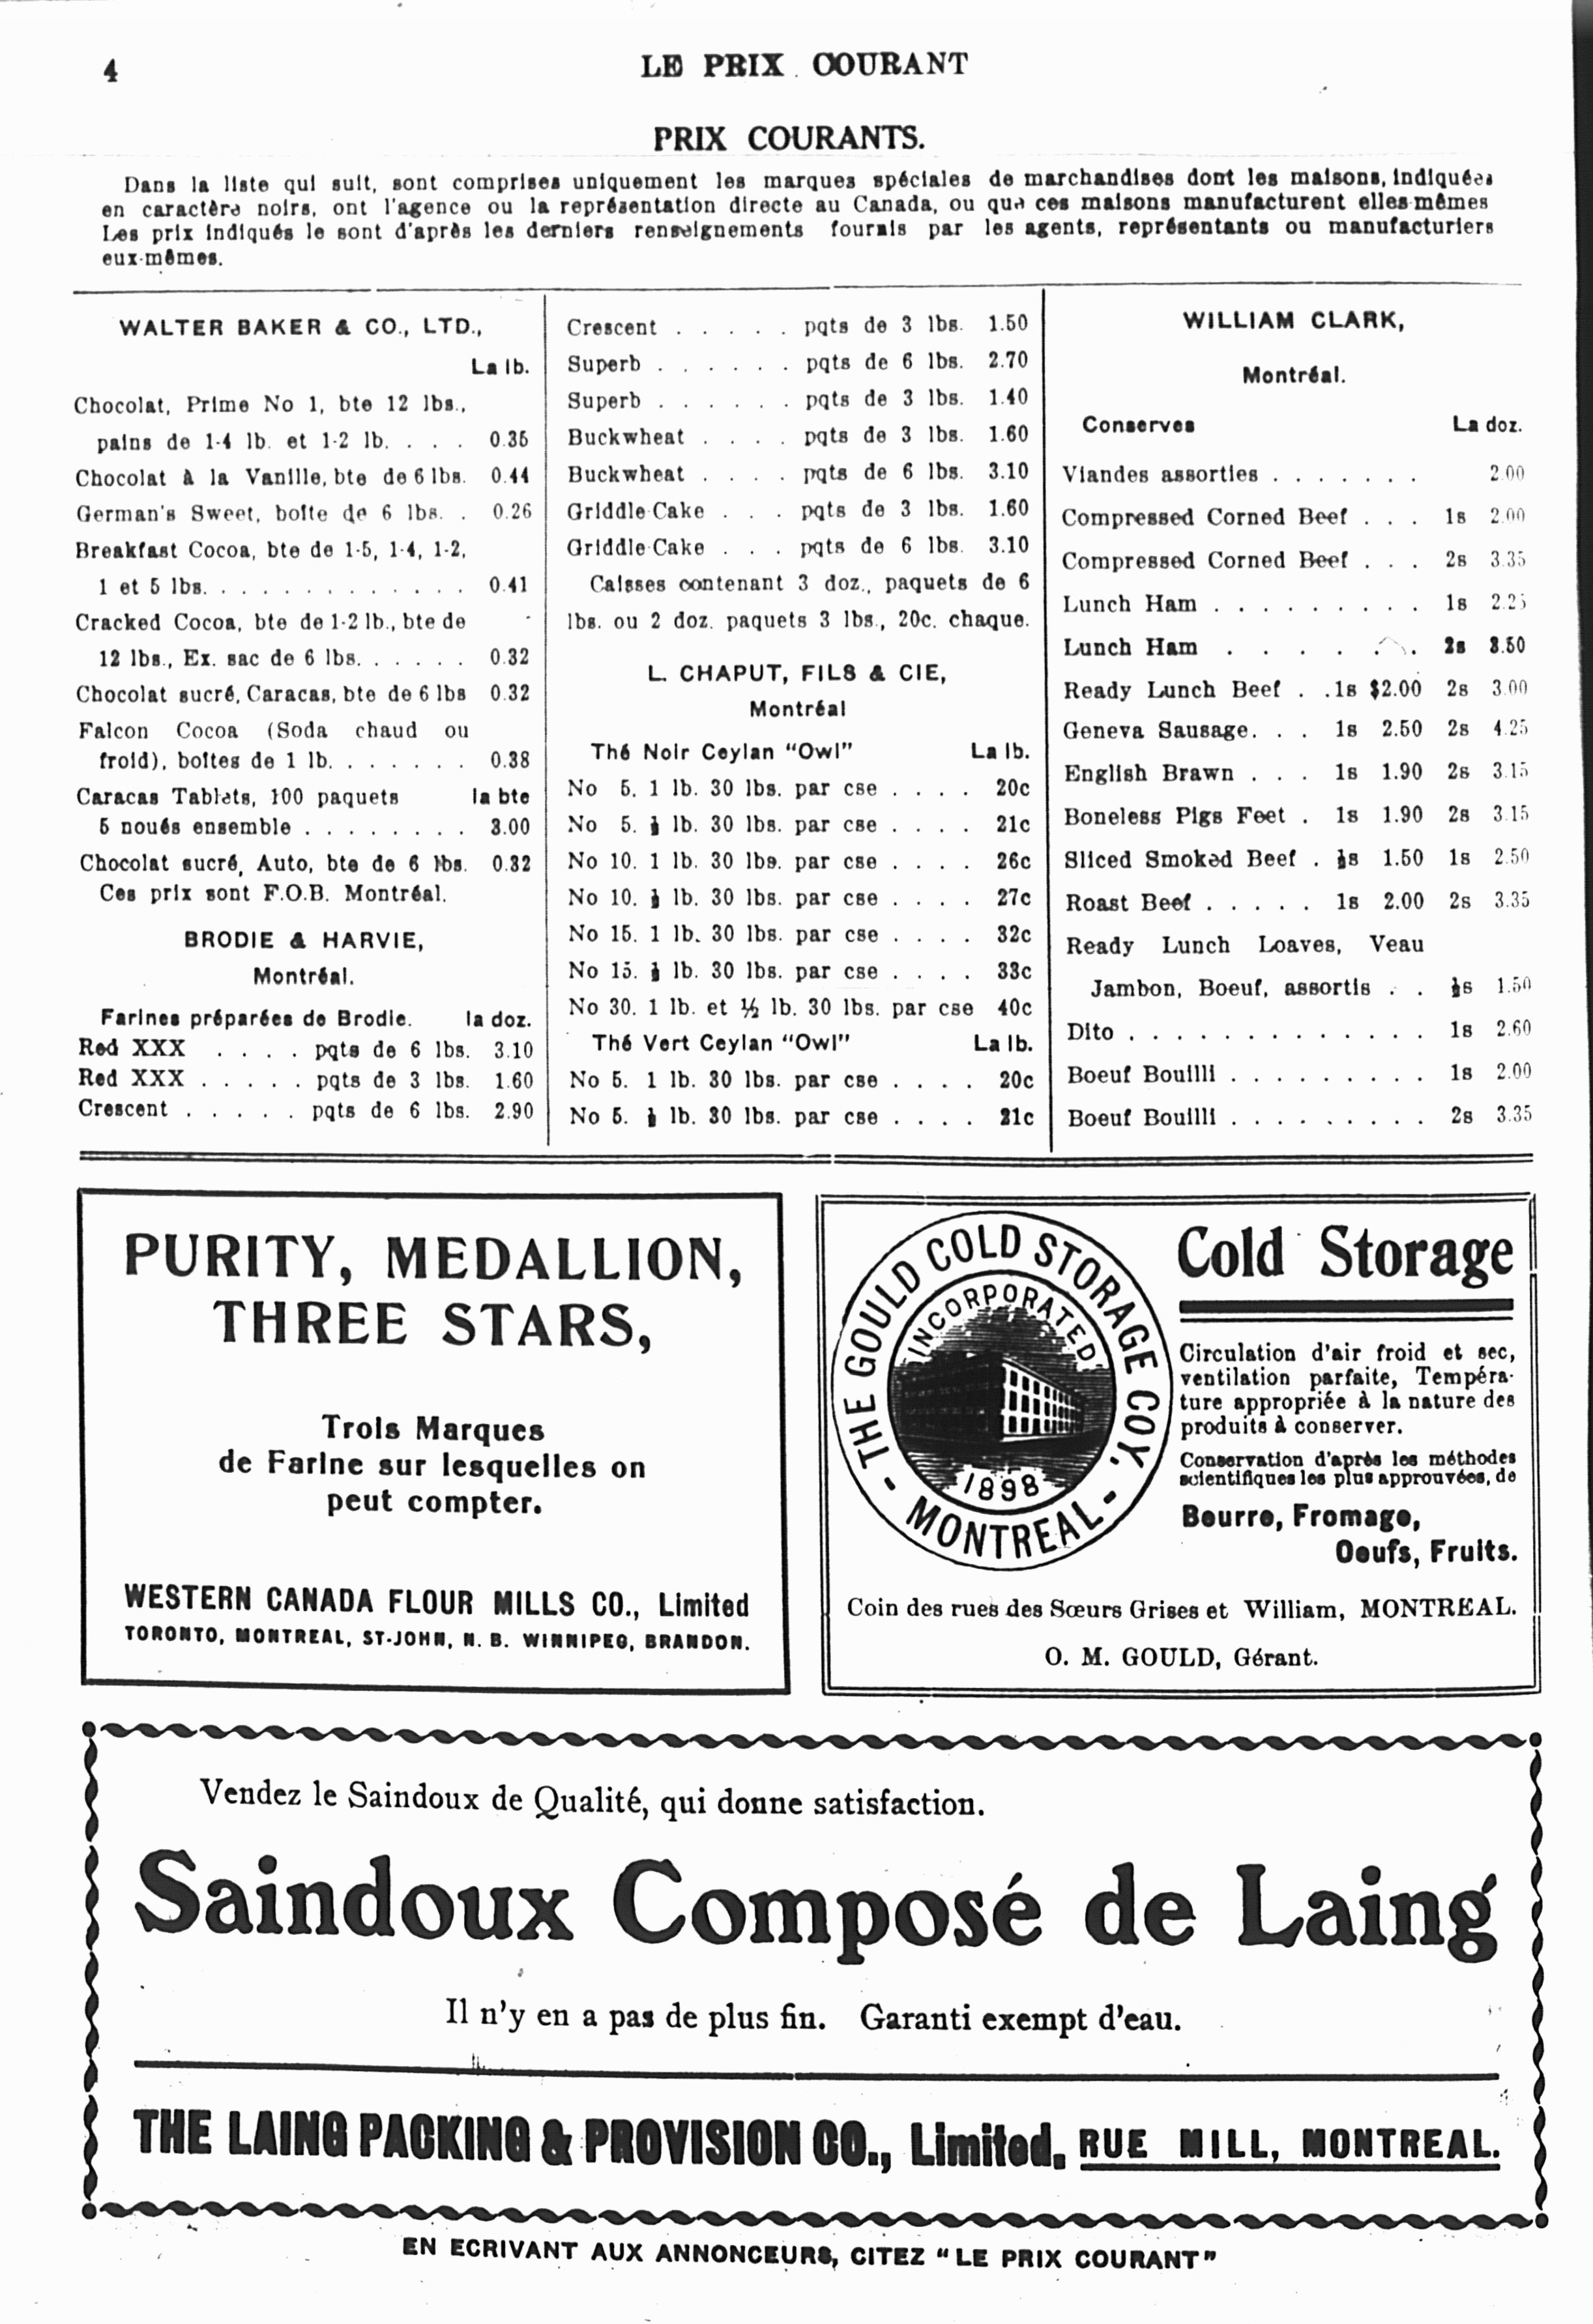 4
LE PRIX COURANT
PRIX COURANTS.
Dans la liste qui suit, sont comprises uniquement les marques spéciales de marchandises dont les maisons, indiquées
en caractère noirs, ont l'agence ou la représentation directe au Canada, ou que ces maisons manufacturent elles-mêmes
Les prix indiqués le sont d'après les derniers renseignements fournis par les agents, représentants ou manufacturiers
eux-mêmes.
WALTER BAKER & CO., LTD.,
La lb.
Chocolat, Prime No 1, bte 12 lbs.,
pains de 1-4 lb. et 1-2 lb. . . . 0.35
Chocolat à la Vanille, bte de 6 lbs. 0.44
German's Sweet, boîte de 6 lbs. . 0.26
Breakfast Cocoa, bte de 1-5, 1-4, 1-2,
1 et 5 lbs. . . . . . . . . . . . . 0.41
Cracked Cocoa, bte de 1-2 lb., bte de
12 lbs., Ex. sac de 6 lbs. . . . . . 0.32
Chocolat sucré, Caracas, bte de 6 lbs 0.32
Falcon Cocoa (Soda chaud ou
froid), boîtes de 1 lb. . . . . . . 0.38
Caracas Tablets, 100 paquets la bte
5 noués ensemble . . . . . . . . 3.00
Chocolat sucré, Auto, bte de 6 lbs. 0.32
Ces prix sont F.O.B. Montréal.
BRODIE & HARVIE,
Montréal.
Farines préparées de Brodie. la doz.
Red XXX . . . . pqts de 6 lbs. 3.10
Red XXX . . . . . pqts de 3 lbs. 1.60
Crescent . . . . . pqts de 6 lbs. 2.90
Crescent . . . . . pqts de 3 lbs. 1.50
Superb . . . . . . pqts de 6 lbs. 2.70
Superb . . . . . . pqts de 3 lbs. 1.40
Buckwheat . . . . pqts de 3 lbs. 1.60
Buckwheat . . . . pqts de 6 lbs. 3.10
Griddle-Cake . . . pqts de 3 lbs. 1.60
Griddle-Cake . . . pqts de 6 lbs. 3.10
Caisses contenant 3 doz., paquets de 6
lbs. ou 2 doz. paquets 3 lbs., 20c. chaque.
L. CHAPUT, FILS & CIE,
Montréal
Thé Noir Ceylan "Owl" La lb.
No 5. 1 lb. 30 lbs. par cse . . . . 20c
No 5. ½ lb. 30 lbs. par cse . . . . 21c
No 10. 1 lb. 30 lbs. par cse . . . . 26c
No 10. ½ lb. 30 lbs. par cse . . . . 27c
No 15. 1 lb. 30 lbs. par cse . . . . 32c
No 15. ½ lb. 30 lbs. par cse . . . . 33c
No 30. 1 lb. et ½ lb. 30 lbs. par cse 40c
Thé Vert Ceylan "Owl" La lb.
No 5. 1 lb. 30 lbs. par cse . . . . 20c
No 5. ½ lb. 30 lbs. par cse . . . . 21c
WILLIAM CLARK,
Montréal.
Conserves La doz.
Viandes assorties . . . . . . . 2.00
Compressed Corned Beef . . . 1s 2.00
Compressed Corned Beef . . . 2s 3.35
Lunch Ham . . . . . . . . . 1s 2.25
Lunch Ham . . . . . . 2s 3.50
Ready Lunch Beef . .1s $2.00 2s 3.00
Geneva Sausage. . . 1s 2.50 2s 4.25
English Brawn . . . 1s 1.90 2s 3.15
Boneless Pigs Feet . 1s 1.90 2s 3.15
Sliced Smoked Beef . ½s 1.50 1s 2.50
Roast Beef . . . . . 1s 2.00 2s 3.35
Ready Lunch Loaves, Veau
Jambon, Boeuf, assortis . . ½s 1.50
Dito . . . . . . . . . . . . . 1s 2.60
Boeuf Bouilli . . . . . . . . . 1s 2.00
Boeuf Bouilli . . . . . . . . . 2s 3.35
PURITY, MEDALLION,
THREE STARS,
Trois Marques
de Farine sur lesquelles on
peut compter.
WESTERN CANADA FLOUR MILLS CO., Limited
TORONTO, MONTREAL, ST-JOHN, N. B. WINNIPEG, BRANDON.
THE GOULD COLD STORAGE COY.
INCORPORATED
1898
- MONTREAL -
Cold Storage
Circulation d'air froid et sec,
ventilation parfaite, Tempéra-
ture appropriée à la nature des
produits à conserver.
Conservation d'après les méthodes
scientifiques les plus approuvées, de
Beurre, Fromage,
Oeufs, Fruits.
Coin des rues des Sœurs Grises et William, MONTREAL.
O. M. GOULD, Gérant.
Vendez le Saindoux de Qualité, qui donne satisfaction.
Saindoux Composé de Laing
Il n'y en a pas de plus fin. Garanti exempt d'eau.
THE LAING PACKING & PROVISION CO., Limited, RUE MILL, MONTREAL.
EN ECRIVANT AUX ANNONCEURS, CITEZ "LE PRIX COURANT"